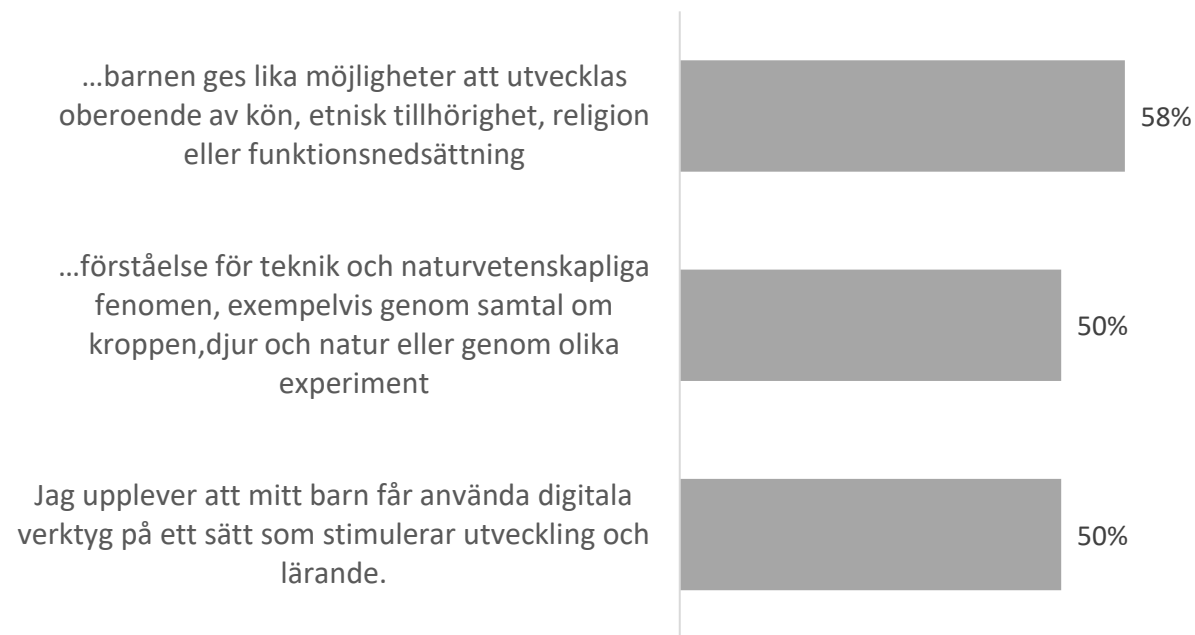 …barnen ges lika möjligheter att utvecklas
oberoende av kön, etnisk tillhörighet, religion
eller funktionsnedsättning
58%
…förståelse för teknik och naturvetenskapliga
fenomen, exempelvis genom samtal om
kroppen,djur och natur eller genom olika
experiment
50%
Jag upplever att mitt barn får använda digitala
verktyg på ett sätt som stimulerar utveckling och
lärande.
50%